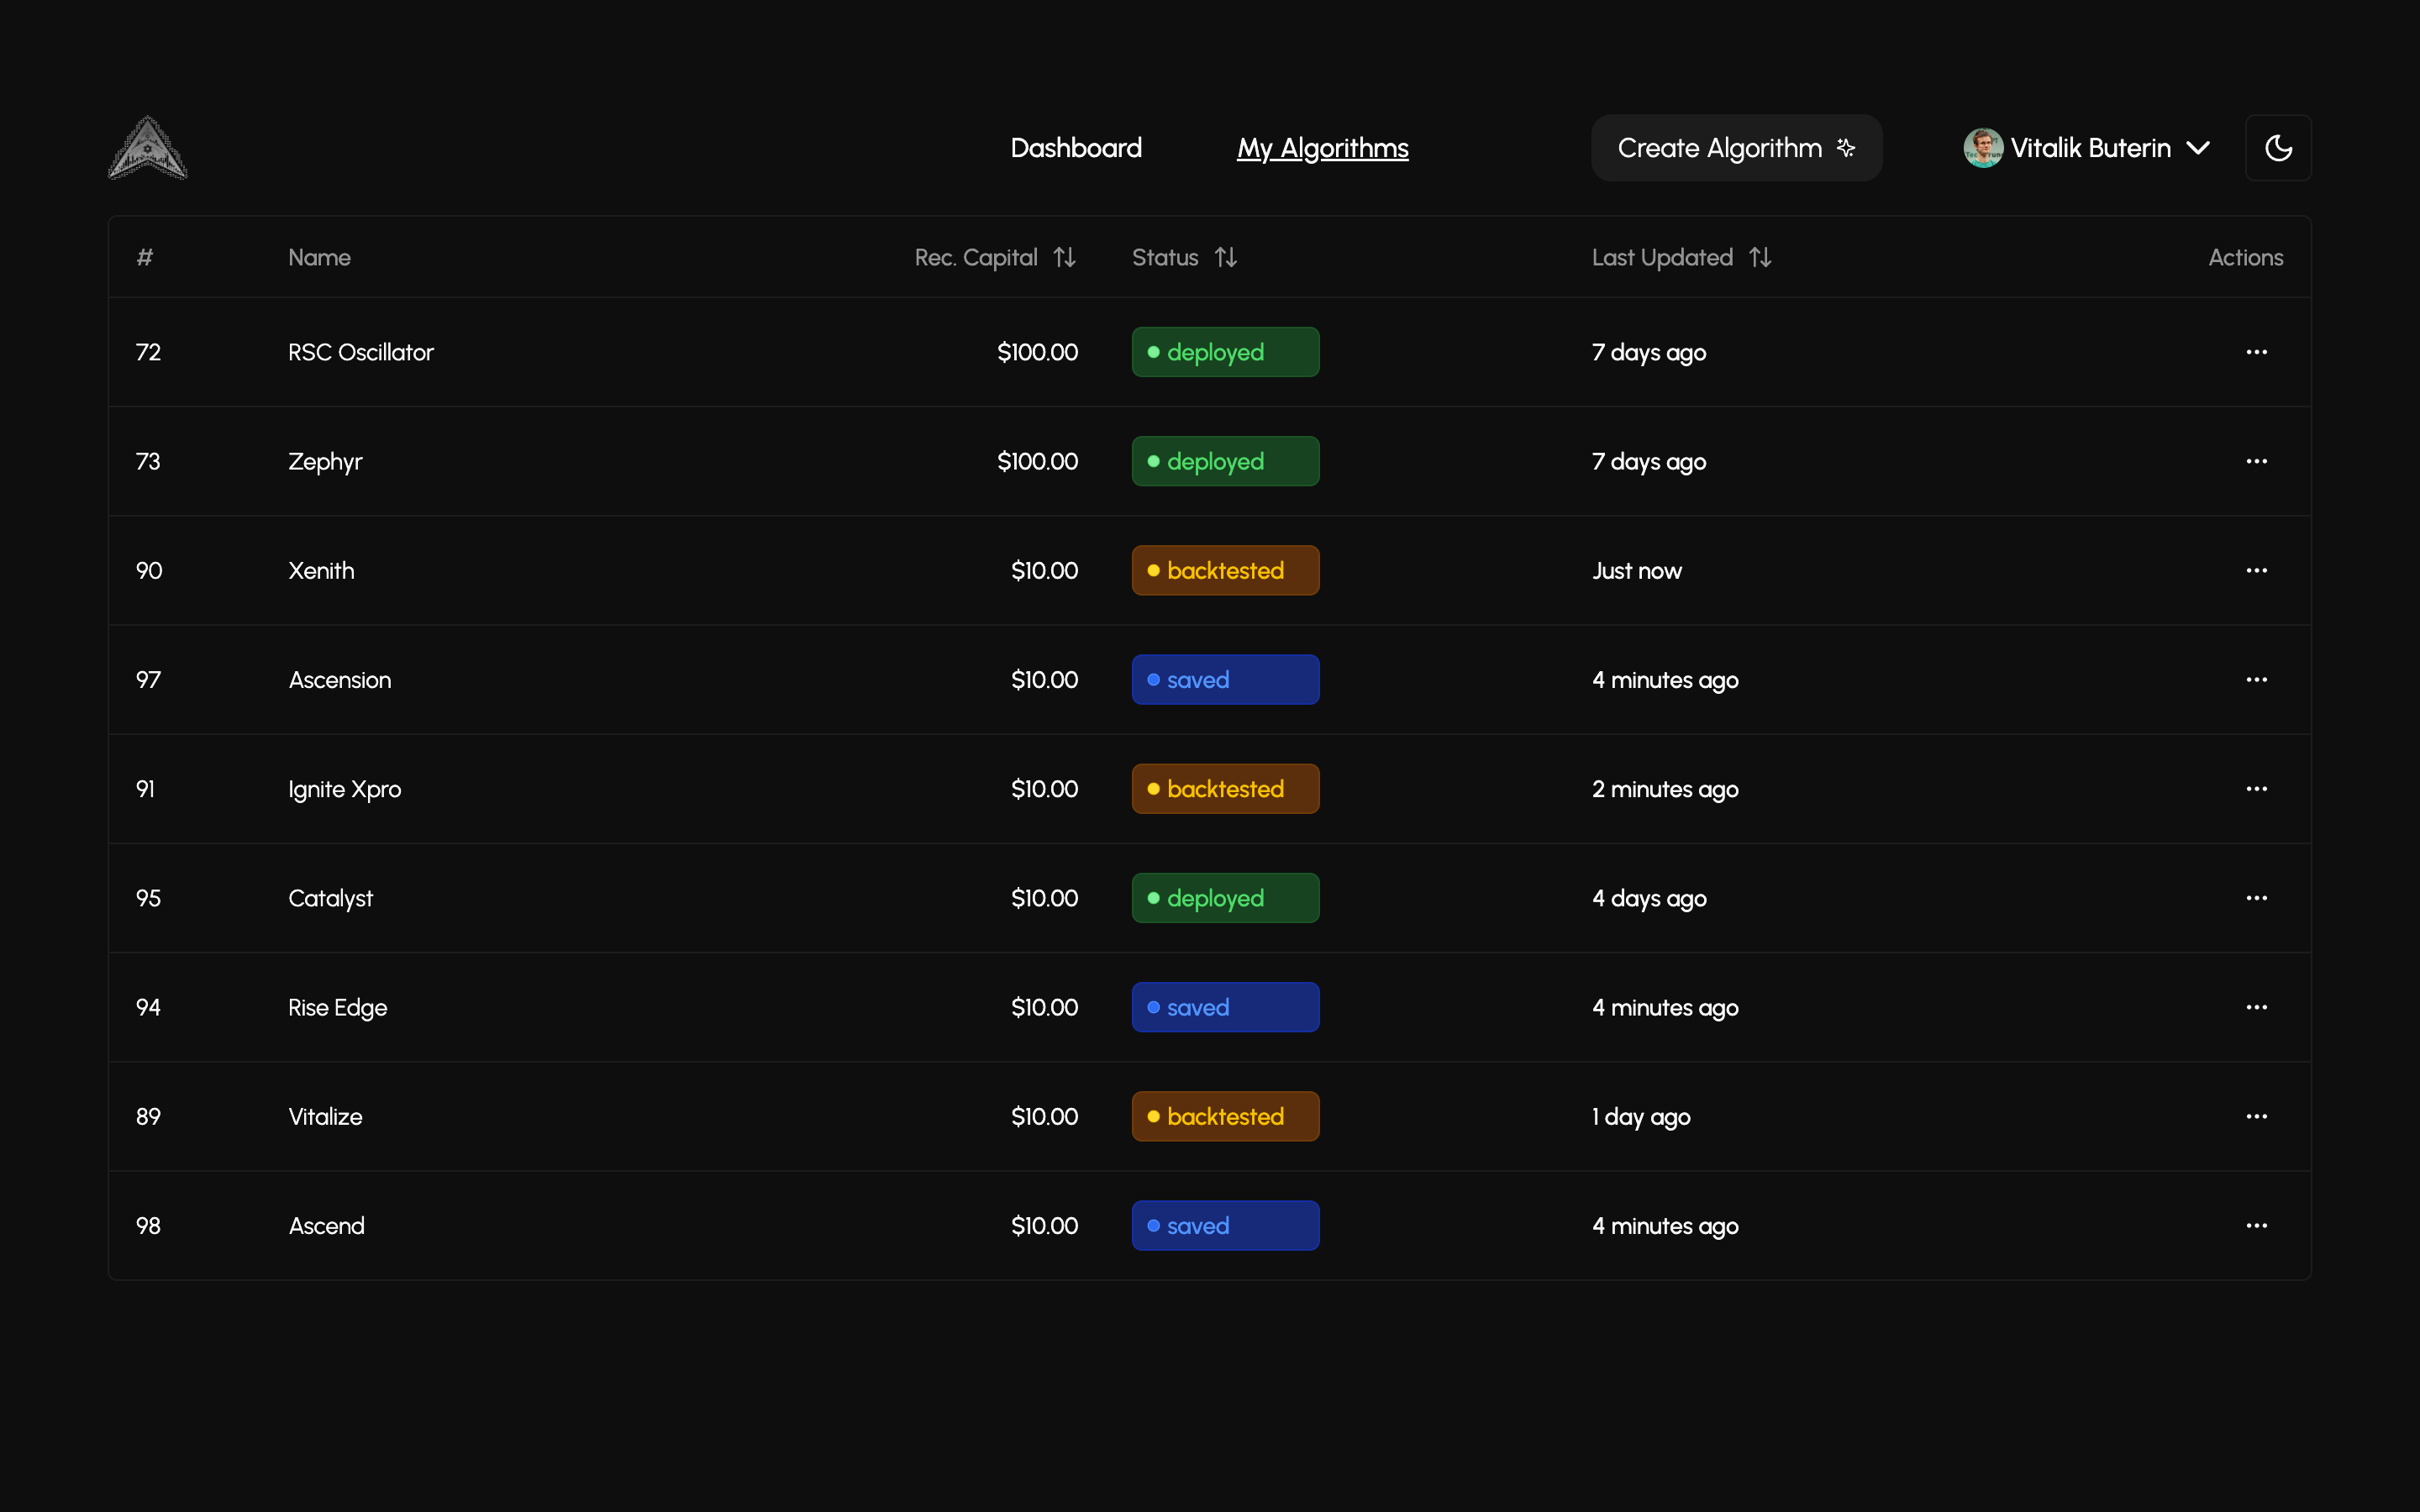 Dashboard My Algorithms Create Algorithm Vitalik Buterin
# Name Rec. Capital Status Last Updated Actions
72 RSC Oscillator $100.00 deployed 7 days ago
73 Zephyr $100.00 deployed 7 days ago
90 Xenith $10.00 backtested Just now
97 Ascension $10.00 saved 4 minutes ago
91 Ignite Xpro $10.00 backtested 2 minutes ago
95 Catalyst $10.00 deployed 4 days ago
94 Rise Edge $10.00 saved 4 minutes ago
89 Vitalize $10.00 backtested 1 day ago
98 Ascend $10.00 saved 4 minutes ago